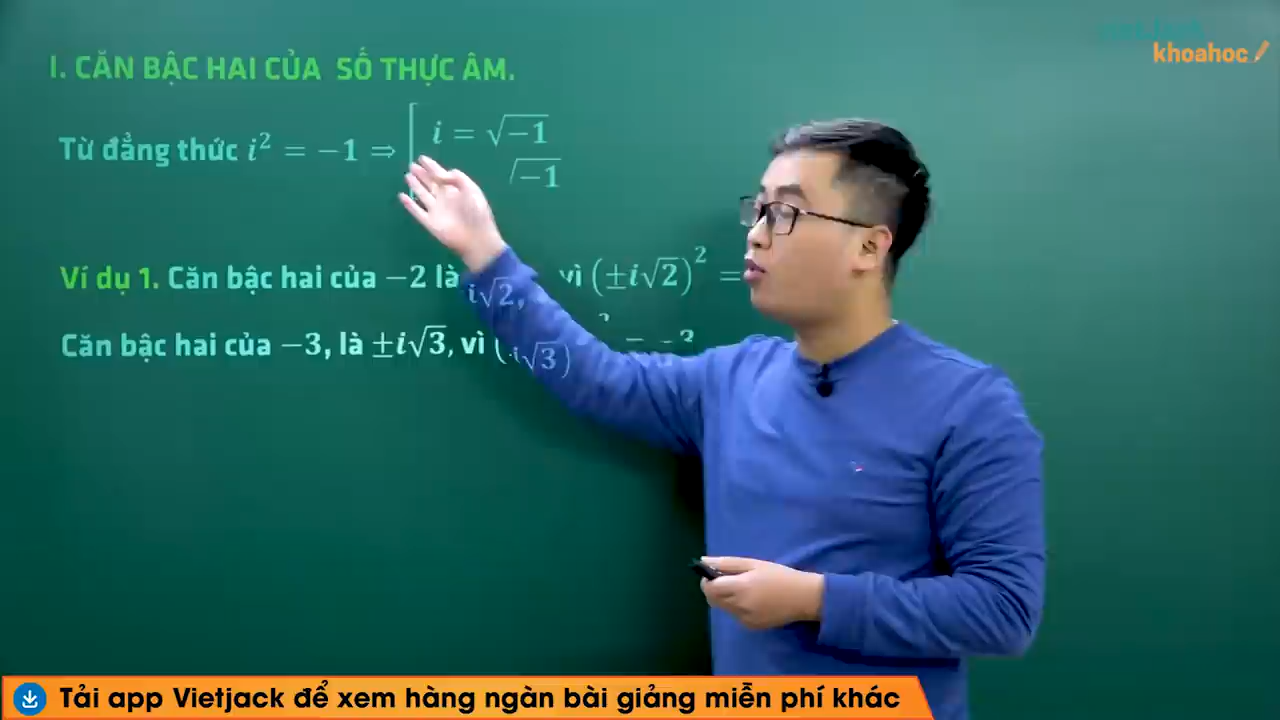 khoahoc
I. CĂN BẬC HAI CỦA SỐ THỰC ÂM.
Từ đẳng thức i² = −1 ⇒ [ i = √−1
√−1
Ví dụ 1. Căn bậc hai của −2 là i√2, vì (±i√2)² =
Căn bậc hai của −3, là ±i√3, vì (i√3)
Tải app Vietjack để xem hàng ngàn bài giảng miễn phí khác